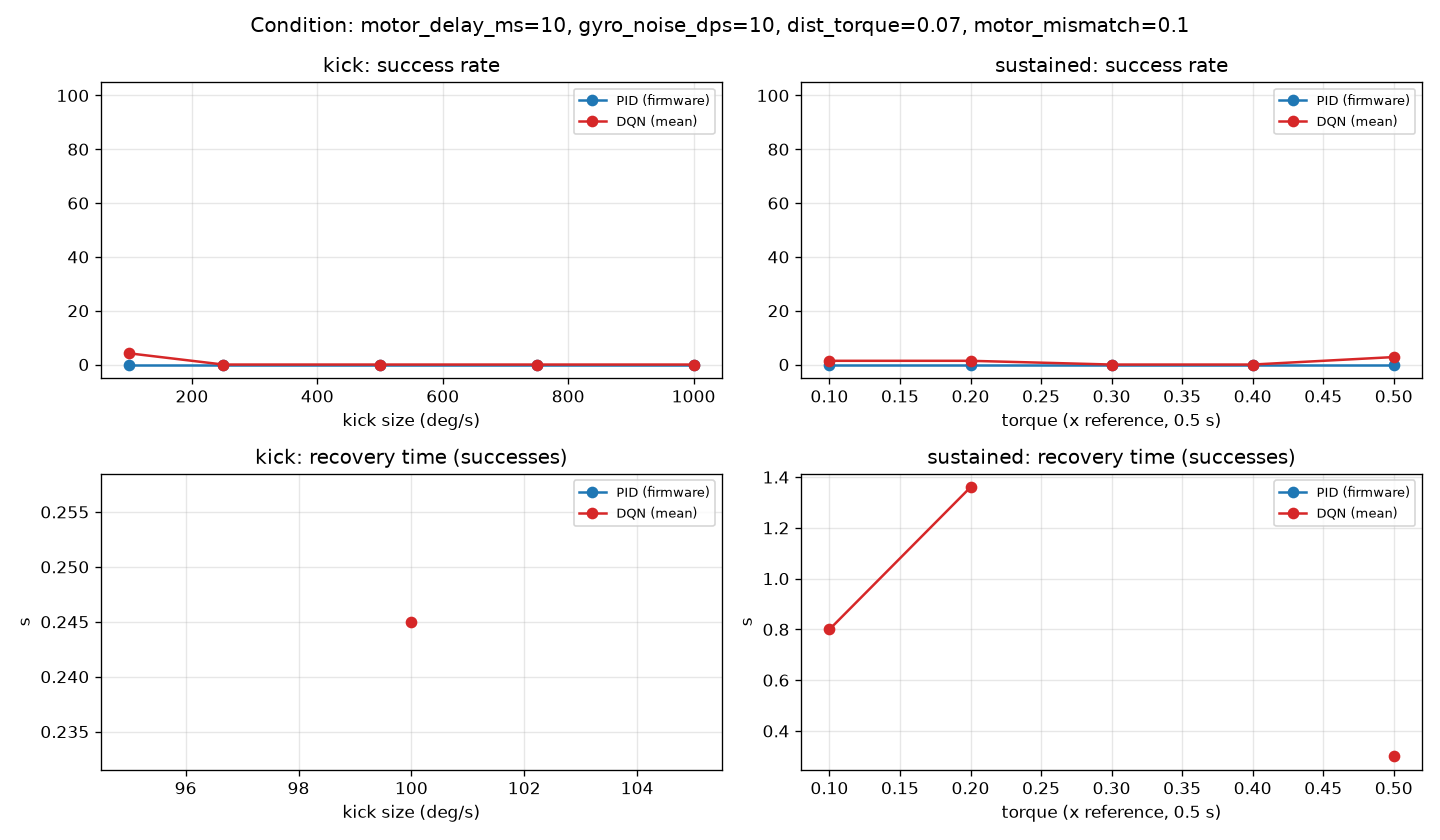 Condition: motor_delay_ms=10, gyro_noise_dps=10, dist_torque=0.07, motor_mismatch=0.1
kick: success rate
100
80
60
40
20
0
200 400 600 800 1000
kick size (deg/s)
PID (firmware)
DQN (mean)
sustained: success rate
100
80
60
40
20
0
0.10 0.15 0.20 0.25 0.30 0.35 0.40 0.45 0.50
torque (x reference, 0.5 s)
PID (firmware)
DQN (mean)
kick: recovery time (successes)
s
0.255
0.250
0.245
0.240
0.235
96 98 100 102 104
kick size (deg/s)
PID (firmware)
DQN (mean)
sustained: recovery time (successes)
s
1.4
1.2
1.0
0.8
0.6
0.4
0.10 0.15 0.20 0.25 0.30 0.35 0.40 0.45 0.50
torque (x reference, 0.5 s)
PID (firmware)
DQN (mean)